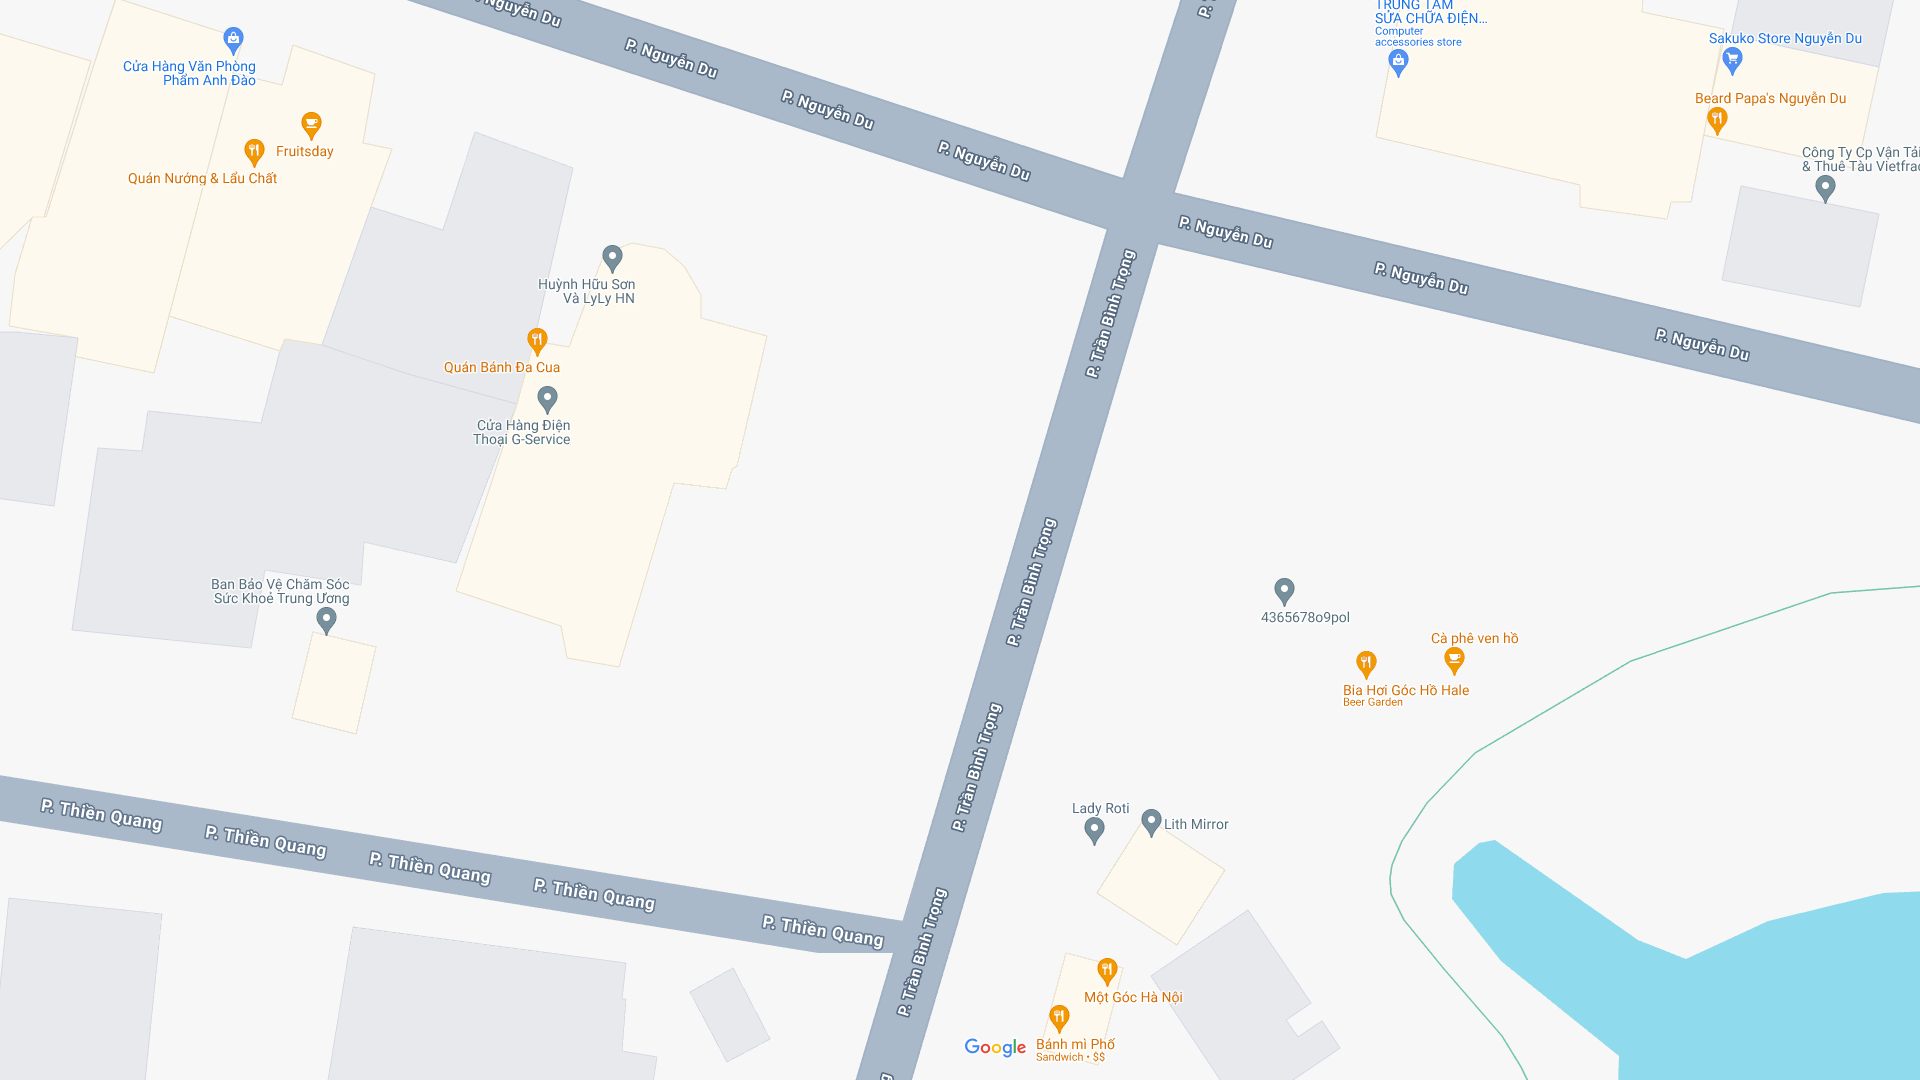 P. Nguyễn Du
P. Nguyễn Du
P. Nguyễn Du
P. Nguyễn Du
P. Nguyễn Du
P. Nguyễn Du
P. Nguyễn Du
TRUNG TÂM
SỬA CHỮA ĐIỆN...
Computer
accessories store
Sakuko Store Nguyễn Du
Beard Papa's Nguyễn Du
Công Ty Cp Vận Tải
& Thuê Tàu Vietfrac
Cửa Hàng Văn Phòng
Phẩm Anh Đào
Fruitsday
Quán Nướng & Lẩu Chất
Huỳnh Hữu Sơn
Và LyLy HN
Quán Bánh Đa Cua
Cửa Hàng Điện
Thoại G-Service
Ban Bảo Vệ Chăm Sóc
Sức Khoẻ Trung Ương
P.
P. Trần Bình Trọng
P. Trần Bình Trọng
P. Trần Bình Trọng
P. Trần Bình Trọng
4365678o9pol
Cà phê ven hồ
Bia Hơi Góc Hồ Hale
Beer Garden
Lady Roti
Lith Mirror
P. Thiền Quang
P. Thiền Quang
P. Thiền Quang
P. Thiền Quang
P. Thiền Quang
Một Góc Hà Nội
Google
Bánh mì Phố
Sandwich • $$